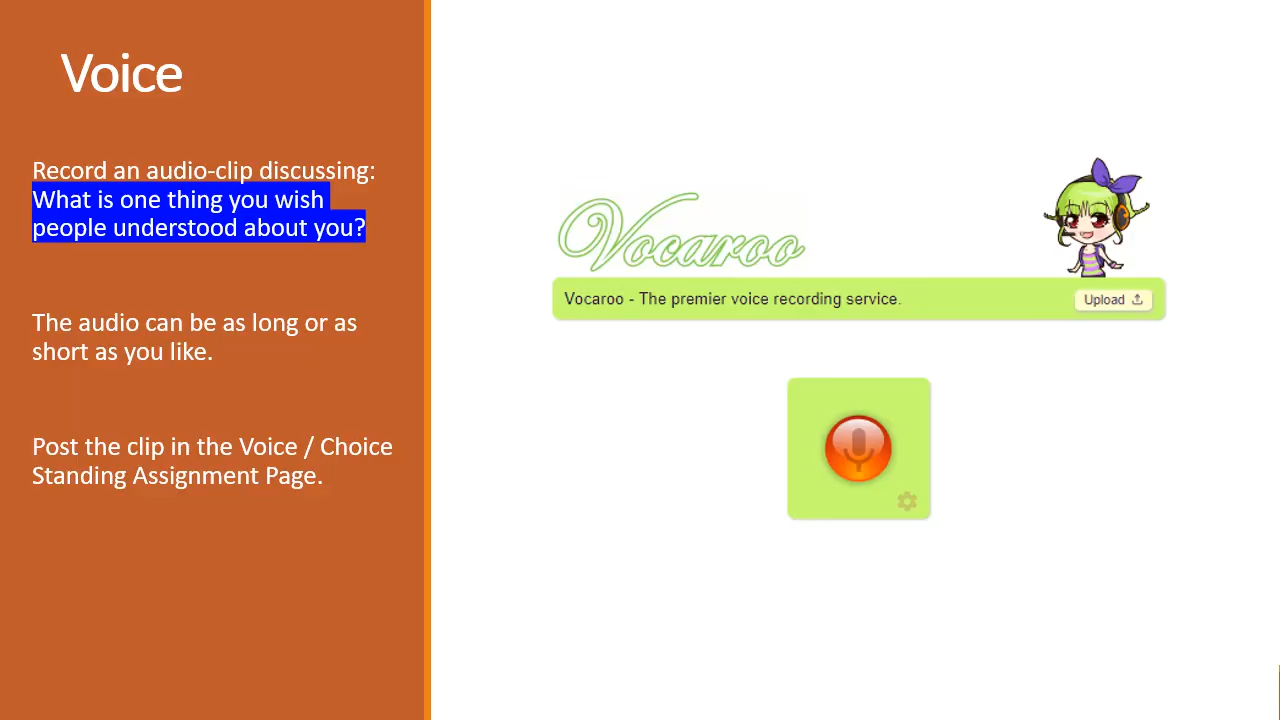 Voice
Record an audio-clip discussing:
What is one thing you wish
people understood about you?
The audio can be as long or as
short as you like.
Post the clip in the Voice / Choice
Standing Assignment Page.
Vocaroo
Vocaroo - The premier voice recording service.
Upload